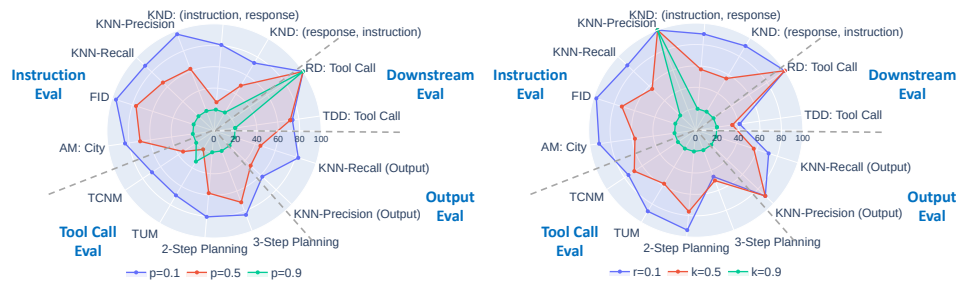 KND: (instruction, response)
KNN-Precision
KND: (response, instruction)
KNN-Recall
RD: Tool Call
Instruction
Eval
Downstream
Eval
FID
TDD: Tool Call
0 20 40 60 80 100
AM: City
KNN-Recall (Output)
TCNM
Output
Eval
KNN-Precision (Output)
Tool Call
Eval
TUM
3-Step Planning
2-Step Planning
p=0.1 p=0.5 p=0.9
KND: (instruction, response)
KNN-Precision
KND: (response, instruction)
KNN-Recall
RD: Tool Call
Instruction
Eval
Downstream
Eval
FID
TDD: Tool Call
0 20 40 60 80 100
AM: City
KNN-Recall (Output)
TCNM
Output
Eval
KNN-Precision (Output)
Tool Call
Eval
TUM
3-Step Planning
2-Step Planning
r=0.1 k=0.5 k=0.9